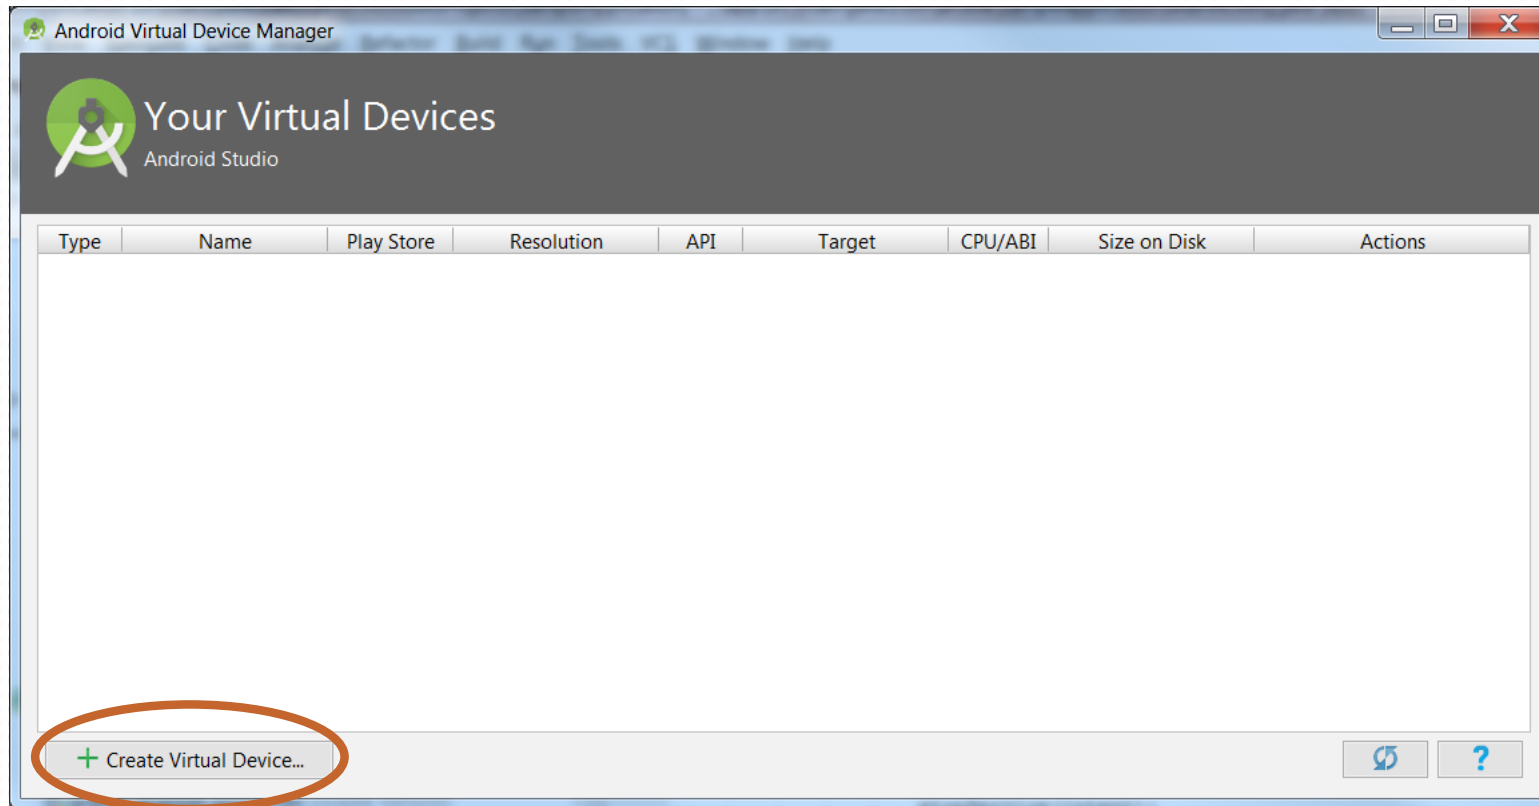 Android Virtual Device Manager
Your Virtual Devices
Android Studio
Type Name Play Store Resolution API Target CPU/ABI Size on Disk Actions
+ Create Virtual Device...
?